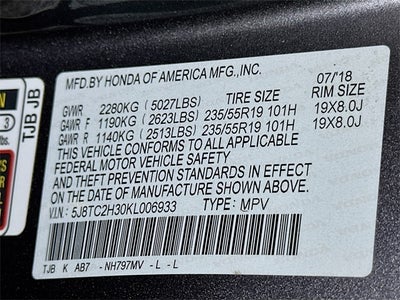 MFD.BY HONDA OF AMERICA MFG.,INC. 07/18
GVWR 2280KG (5027LBS) TIRE SIZE RIM SIZE
GAWR F 1190KG (2623LBS) 235/55R19 101H 19X8.0J
GAWR R 1140KG (2513LBS) 235/55R19 101H 19X8.0J
THIS VEHICLE CONFORMS TO ALL APPLICABLE
FEDERAL MOTOR VEHICLE SAFETY
AND THEFT PREVENTION STANDARDS IN EFFECT
ON THE DATE OF MANUFACTURE SHOWN ABOVE.
V.I.N.: 5J8TC2H30KL006933 TYPE: MPV
TJB K AB7 -NH797MV -L -L
TJB JB
3
lbs.